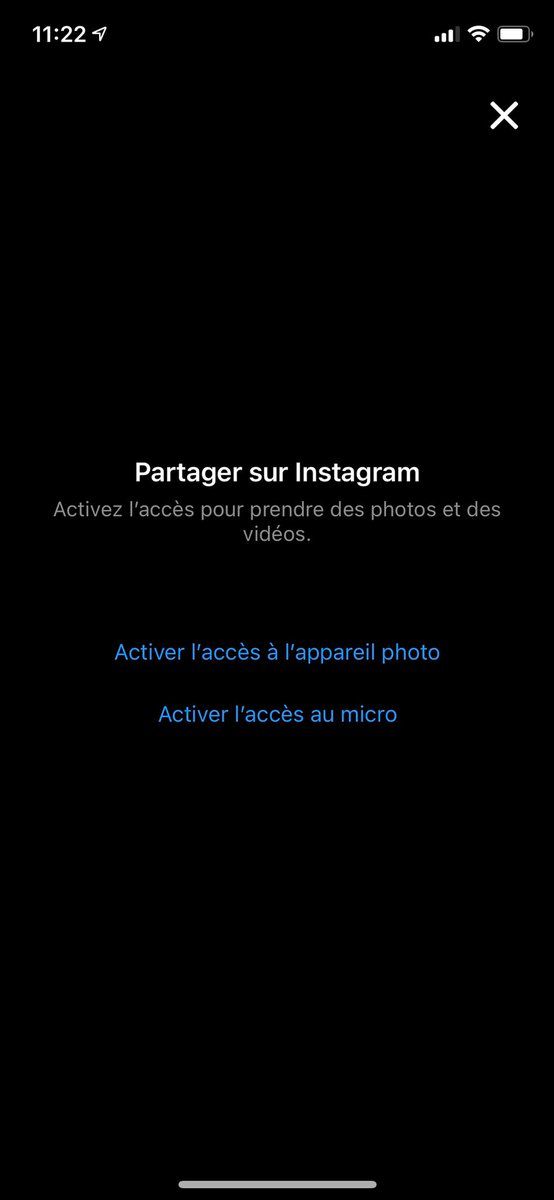 11:22
Partager sur Instagram
Activez l’accès pour prendre des photos et des
vidéos.
Activer l’accès à l’appareil photo
Activer l’accès au micro